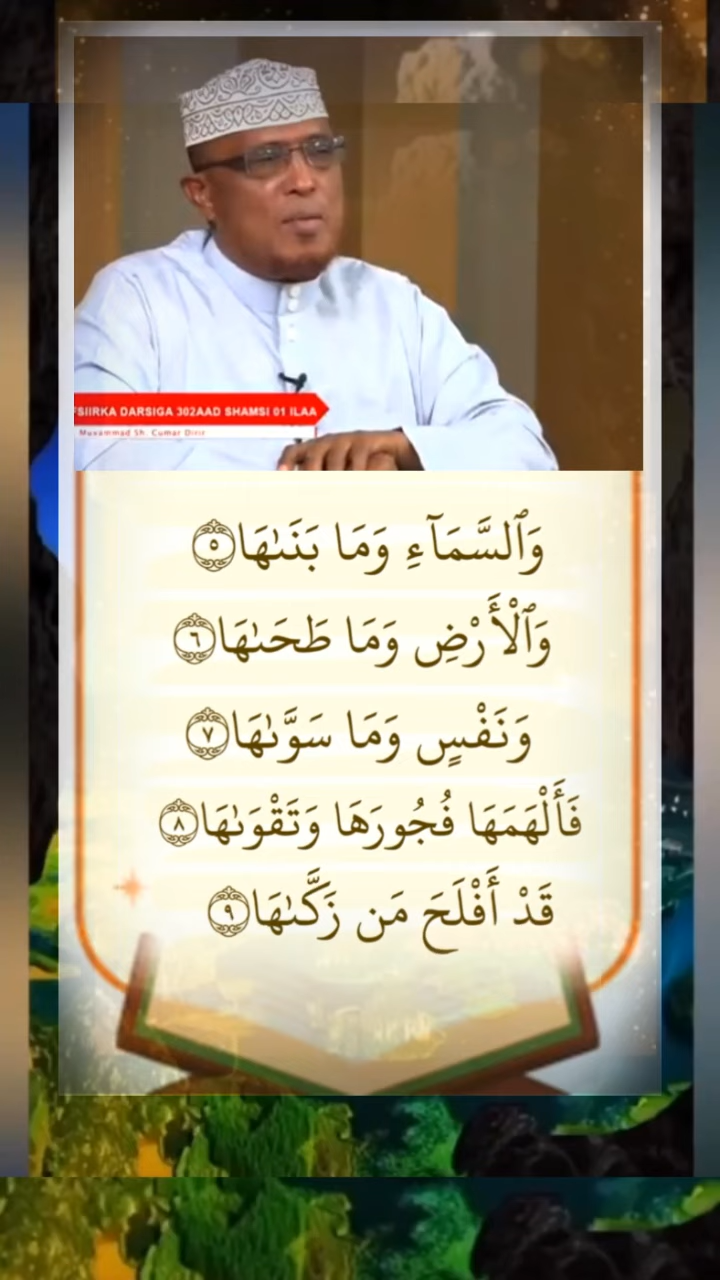 FSIIRKA DARSIGA 302AAD SHAMSI 01 ILAA
Muxammad Sh. Cumar Dirir
وَٱلسَّمَآءِ وَمَا بَنَىٰهَا ٥
وَٱلْأَرْضِ وَمَا طَحَىٰهَا ٦
وَنَفْسٍ وَمَا سَوَّىٰهَا ٧
فَأَلْهَمَهَا فُجُورَهَا وَتَقْوَىٰهَا ٨
قَدْ أَفْلَحَ مَن زَكَّىٰهَا ٩